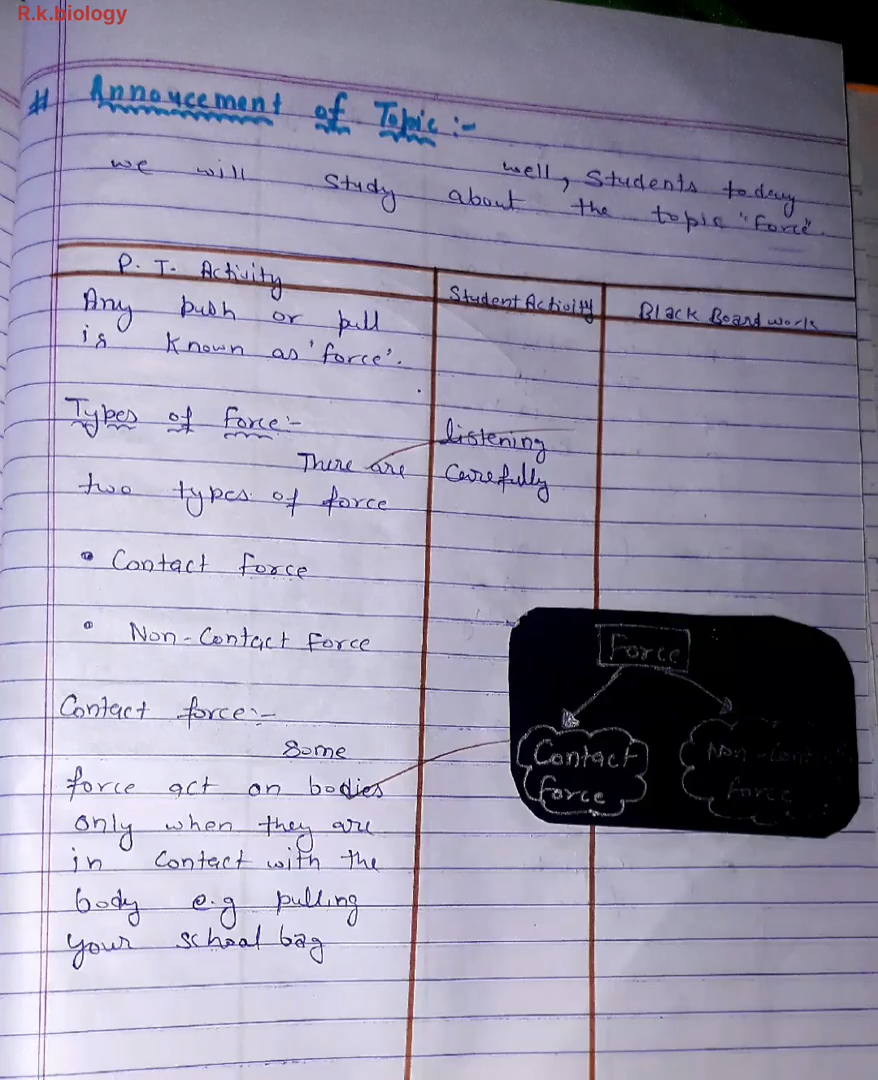 R.k.biology
# Annoucement of Topic :-
well, Students today
we will study about the topic "Force".
P. T. Activity
Student Activity
Black Board work
Any push or pull
is known as 'force'.
Types of Force:-
There are
two types of force
• Contact force
• Non-Contact Force
Contact force:-
Some
force act on bodies
only when they are
in contact with the
body e.g pulling
your school bag
listening
Carefully
Force
Contact
force
Non-Contact
force